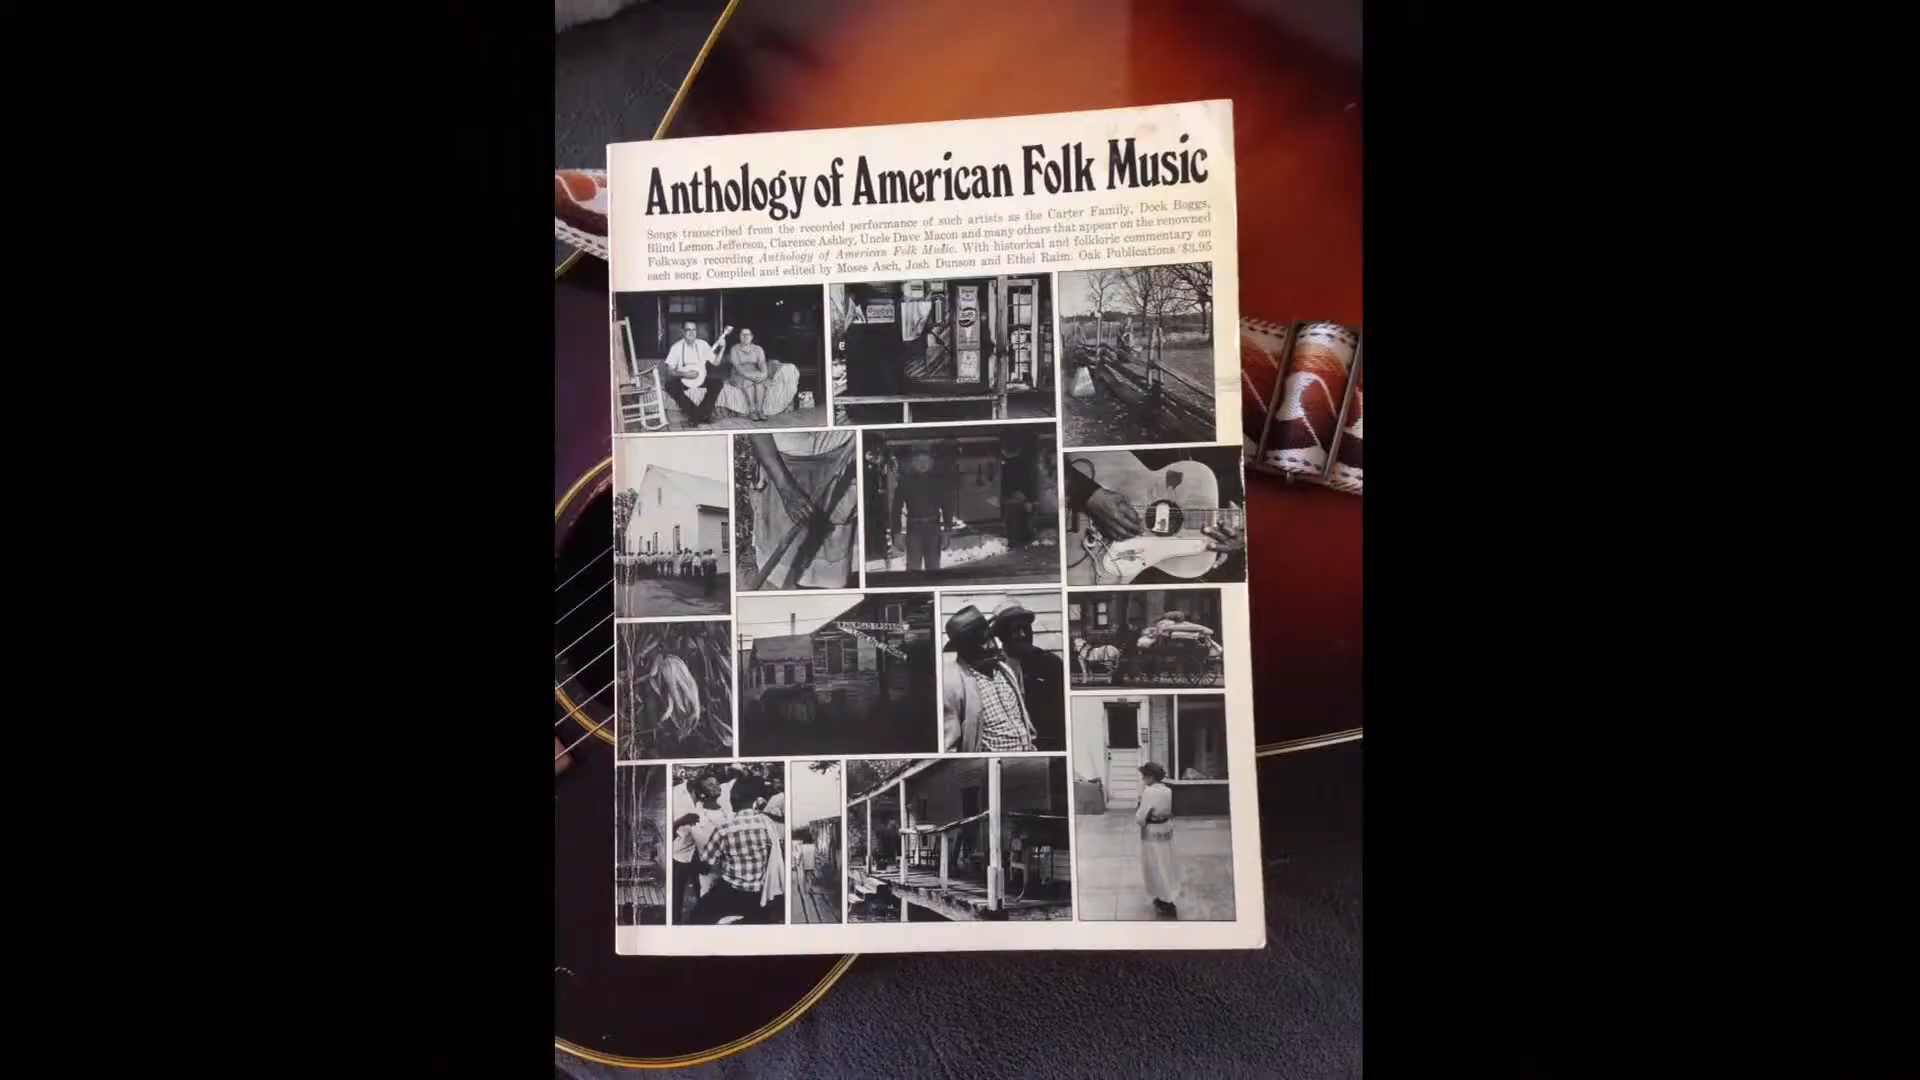 Anthology of American Folk Music
Songs transcribed from the recorded performance of such artists as the Carter Family, Dock Boggs,
Blind Lemon Jefferson, Clarence Ashley, Uncle Dave Macon and many others that appear on the renowned
Folkways recording Anthology of American Folk Music. With historical and folkloric commentary on
each song. Compiled and edited by Moses Asch, Josh Dunson and Ethel Raim. Oak Publications $3.95